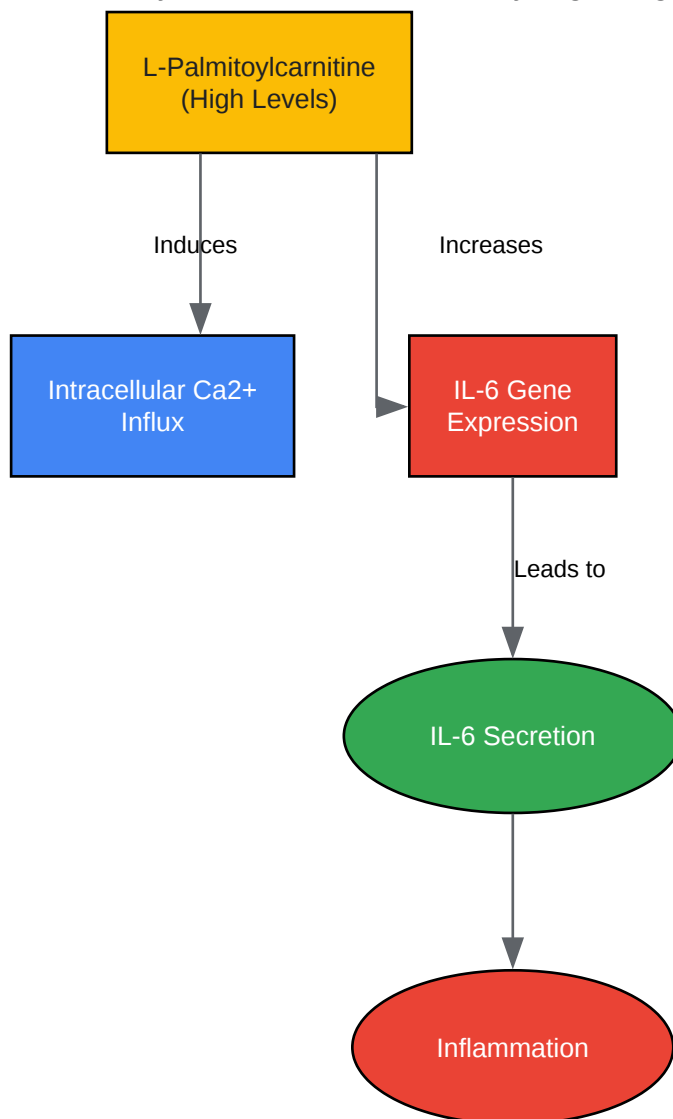 L-Palmitoylcarnitine
(High Levels)
Induces
Increases
Intracellular Ca2+
Influx
IL-6 Gene
Expression
Leads to
IL-6 Secretion
Inflammation